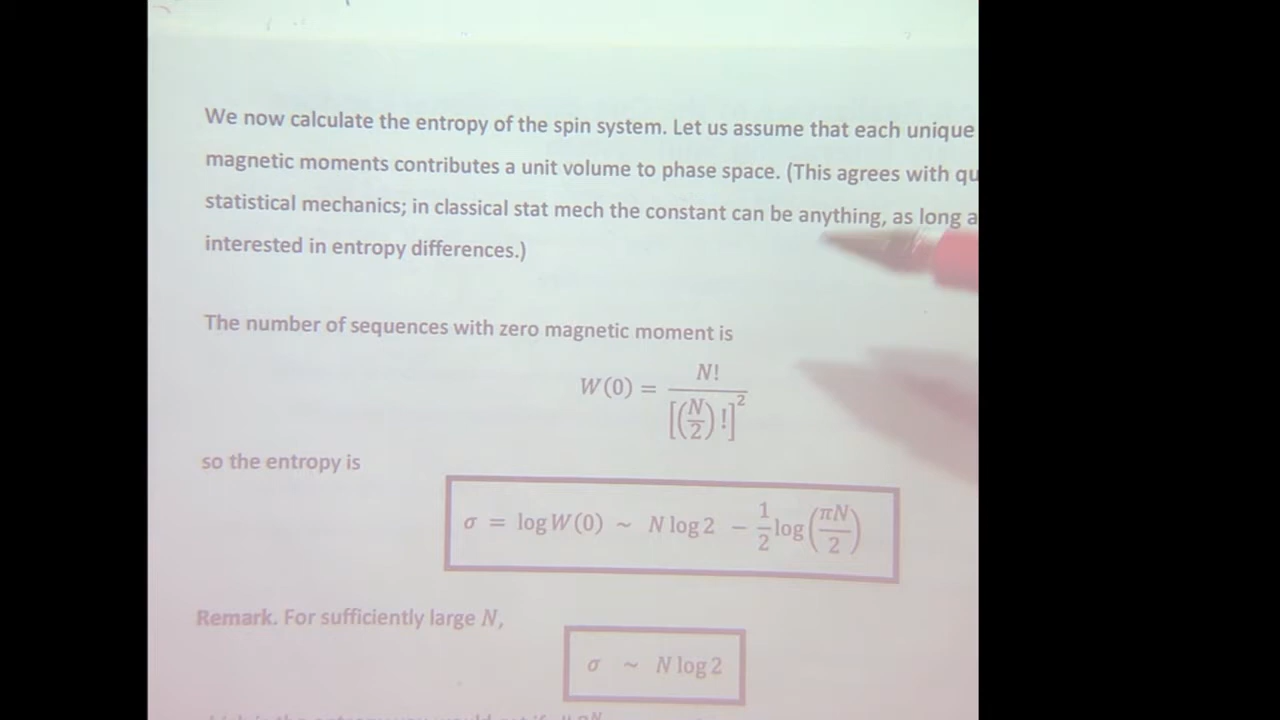 We now calculate the entropy of the spin system. Let us assume that each unique
magnetic moments contributes a unit volume to phase space. (This agrees with qu
statistical mechanics; in classical stat mech the constant can be anything, as long a
interested in entropy differences.)
The number of sequences with zero magnetic moment is
W(0) = N! / [(N/2)!]²
so the entropy is
σ = log W(0) ~ N log 2 − 1/2 log(πN/2)
Remark. For sufficiently large N,
σ ~ N log 2